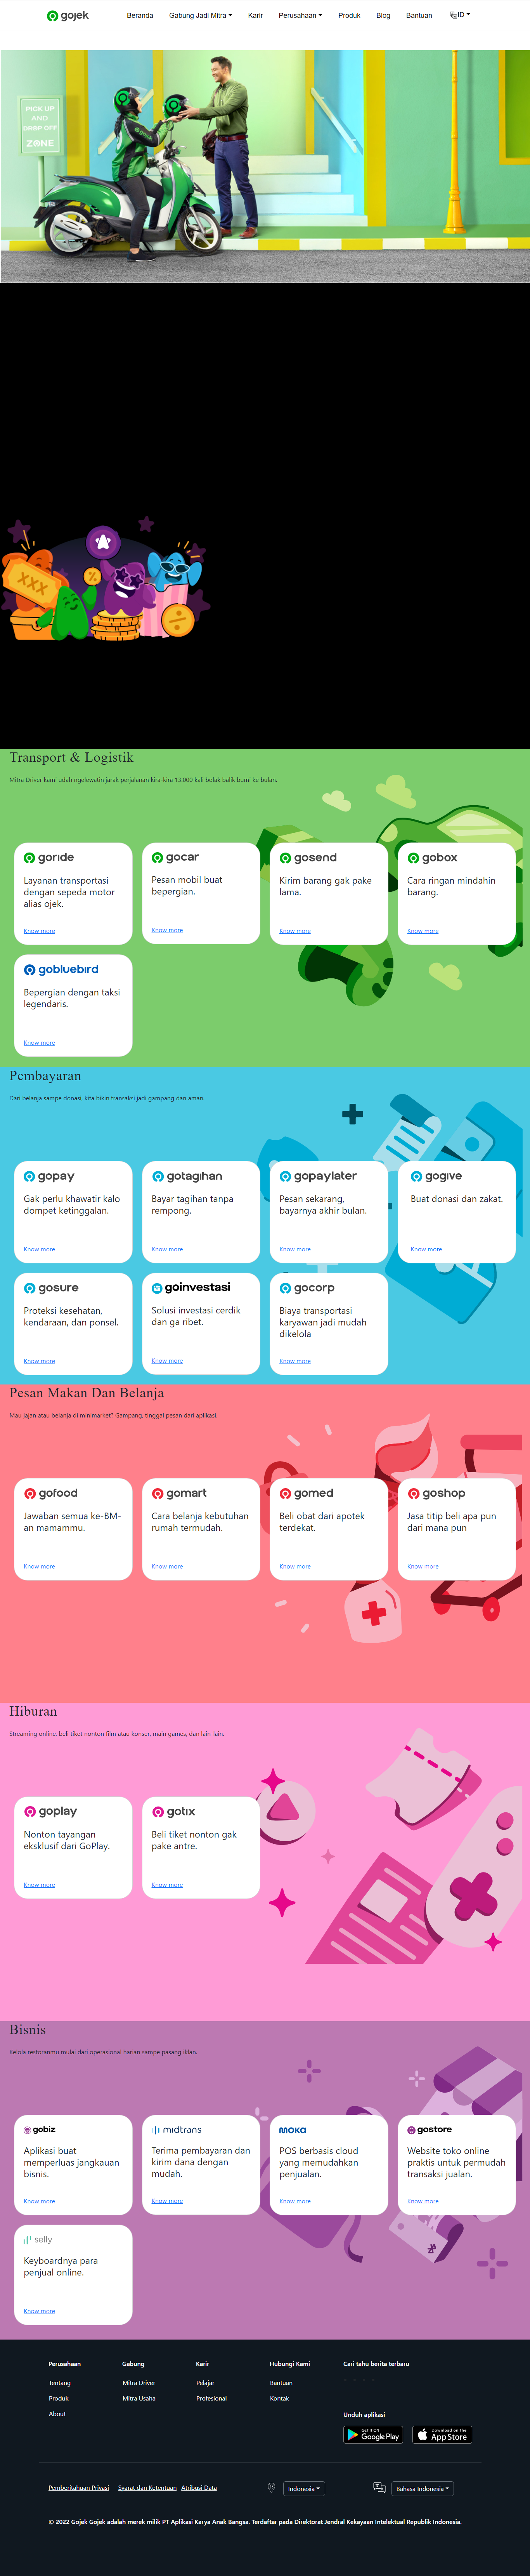 gojek
Beranda Gabung Jadi Mitra Karir Perusahaan Produk Blog Bantuan ID
PICK UP
AND
DROP OFF
ZONE
XXX
Transport & Logistik
Mitra Driver kami udah ngelewatin jarak perjalanan kira-kira 13.000 kali bolak balik bumi ke bulan.
goride
Layanan transportasi
dengan sepeda motor
alias ojek.
Know more
gocar
Pesan mobil buat
bepergian.
Know more
gosend
Kirim barang gak pake
lama.
Know more
gobox
Cara ringan mindahin
barang.
Know more
gobluebird
Bepergian dengan taksi
legendaris.
Know more
Pembayaran
Dari belanja sampe donasi, kita bikin transaksi jadi gampang dan aman.
gopay
Gak perlu khawatir kalo
dompet ketinggalan.
Know more
gotagihan
Bayar tagihan tanpa
rempong.
Know more
gopaylater
Pesan sekarang,
bayarnya akhir bulan.
Know more
gogive
Buat donasi dan zakat.
Know more
gosure
Proteksi kesehatan,
kendaran, dan ponsel.
Know more
goinvestasi
Solusi investasi cerdik
dan ga ribet.
Know more
gocorp
Biaya transportasi
karyawan jadi mudah
dikelola
Know more
Pesan Makan Dan Belanja
Mau jajan atau belanja di minimarket? Gampang, tinggal pesan dari aplikasi.
gofood
Jawaban semua ke-BM-
an mamammu.
Know more
gomart
Cara belanja kebutuhan
rumah termudah.
Know more
gomed
Beli obat dari apotek
terdekat.
Know more
goshop
Jasa titip beli apa pun
dari mana pun
Know more
Hiburan
Streaming online, beli tiket nonton film atau konser, main games, dan lain-lain.
goplay
Nonton tayangan
eksklusif dari GoPlay.
Know more
gotix
Beli tiket nonton gak
pake antre.
Know more
Bisnis
Kelola restoranmu mulai dari operasional harian sampe pasang iklan.
gobiz
Aplikasi buat
memperluas jangkauan
bisnis.
Know more
midtrans
Terima pembayaran dan
kirim dana dengan
mudah.
Know more
MOKA
POS berbasis cloud
yang memudahkan
penjualan.
Know more
gostore
Website toko online
praktis untuk permudah
transaksi jualan.
Know more
selly
Keyboardnya para
penjual online.
Know more
Perusahaan
Tentang
Produk
About
Gabung
Mitra Driver
Mitra Usaha
Karir
Pelajar
Profesional
Hubungi Kami
Bantuan
Kontak
Cari tahu berita terbaru
Unduh aplikasi
GET IT ON
Google Play
Download on the
App Store
Pemberitahuan Privasi Syarat dan Ketentuan Atribusi Data
Indonesia
Bahasa Indonesia
© 2022 Gojek Gojek adalah merek milik PT Aplikasi Karya Anak Bangsa. Terdaftar pada Direktorat Jendral Kekayaan Intelektual Republik Indonesia.